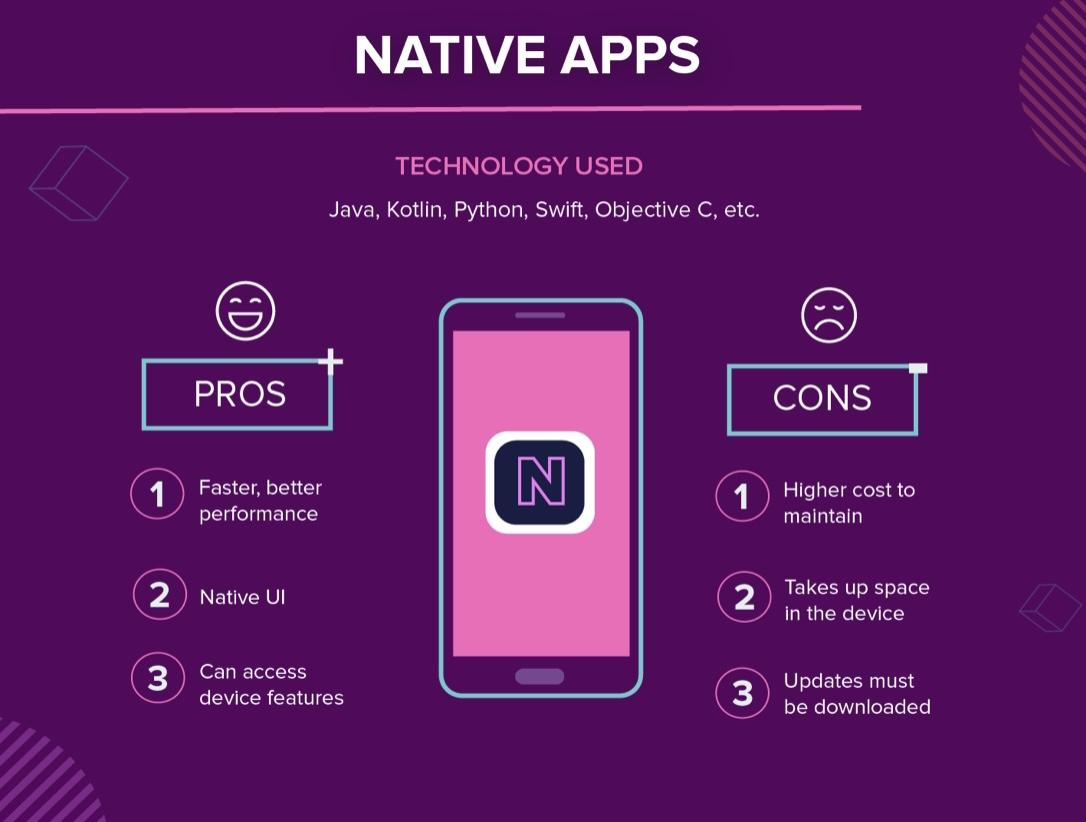 NATIVE APPS
TECHNOLOGY USED
Java, Kotlin, Python, Swift, Objective C, etc.
PROS
1
Faster, better
performance
2
Native UI
3
Can access
device features
N
CONS
1
Higher cost to
maintain
2
Takes up space
in the device
3
Updates must
be downloaded